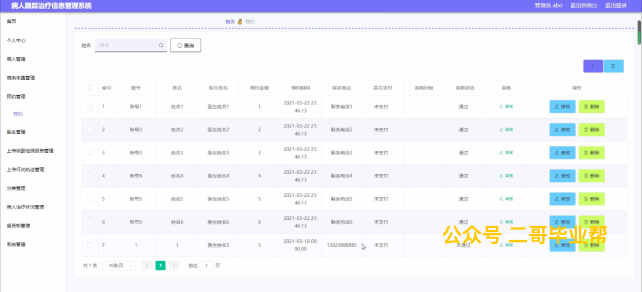 病人跟踪治疗信息管理系统
管理员 abo 退出到前台 退出登录
首页
个人中心
病人管理
病例采集管理
预约管理
预约
医生管理
上传核酸检测报告管理
上传行动轨迹管理
分类管理
病人治疗状况管理
留言板管理
系统管理
首页 预约
姓名 姓名 查询
索引 账号 姓名 医生姓名 预约时间 联系电话 是否支付 审核回复 审核状态 审核 操作
1 账号1 姓名1 医生姓名1 1 2021-03-22 21:46:13 联系电话1 未支付 通过 审核 修改 删除
2 账号2 姓名2 医生姓名2 2 2021-03-22 21:46:13 联系电话2 未支付 通过 审核 修改 删除
3 账号3 姓名3 医生姓名3 3 2021-03-22 21:46:13 联系电话3 未支付 通过 审核 修改 删除
4 账号4 姓名4 医生姓名4 4 2021-03-22 21:46:13 联系电话4 未支付 通过 审核 修改 删除
5 账号5 姓名5 医生姓名5 5 2021-03-22 21:46:13 联系电话5 未支付 通过 审核 修改 删除
6 账号6 姓名6 医生姓名6 6 2021-03-22 21:46:13 联系电话6 未支付 通过 审核 修改 删除
7 1 1 医生姓名5 5 2021-03-18 00:00:00 未支付 未通过 审核 修改 删除
公众号 二哥毕业帮
共 7 条 10条/页 1 前往 1 页